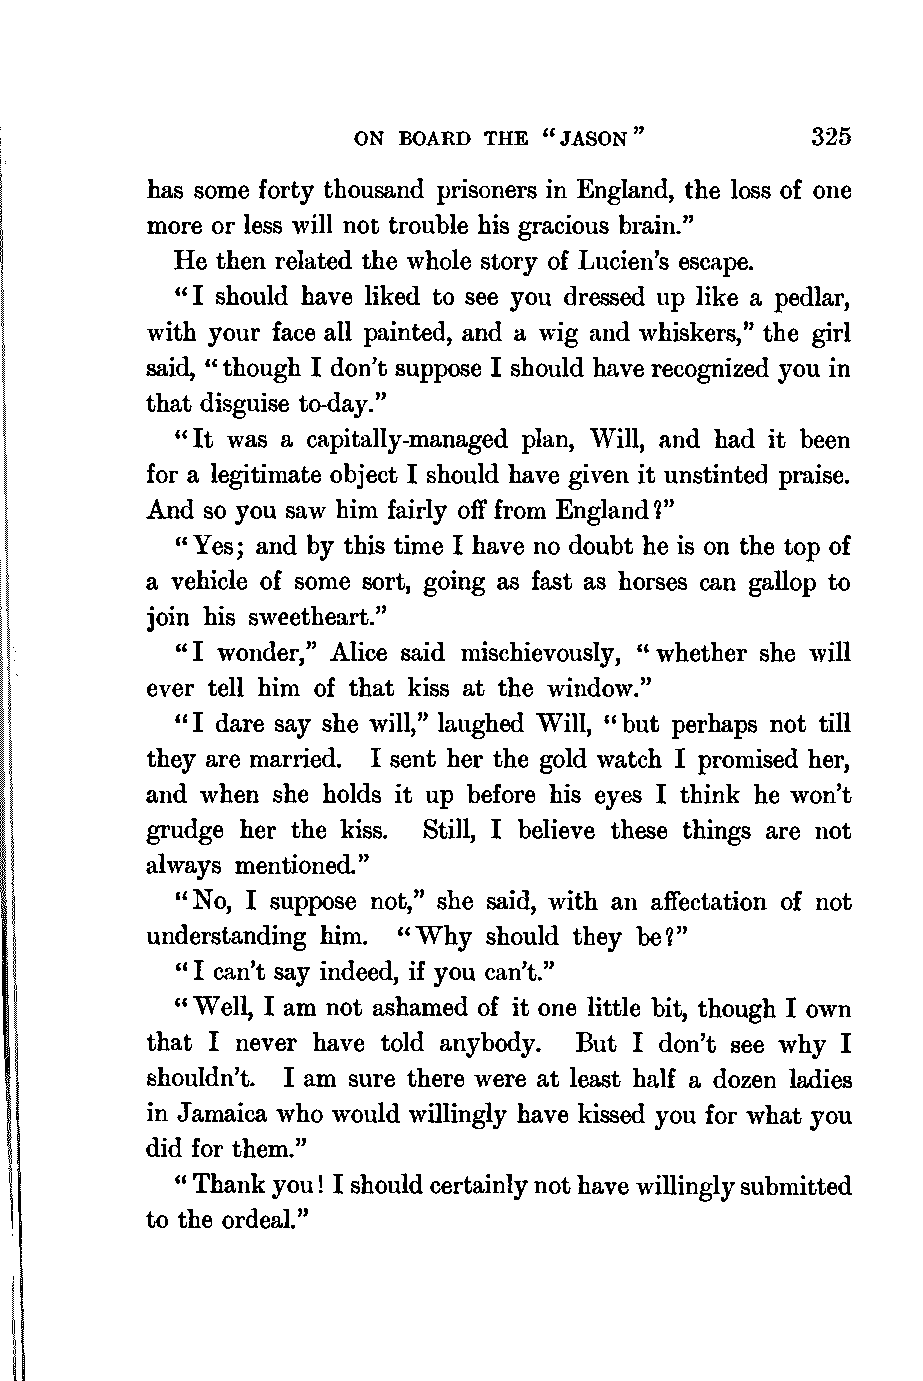 ON BOARD THE “JASON” 325
has some forty thousand prisoners in England, the loss of one
more or less will not trouble his gracious brain.”
He then related the whole story of Lucien’s escape.
“I should have liked to see you dressed up like a pedlar,
with your face all painted, and a wig and whiskers,” the girl
said, “though I don’t suppose I should have recognized you in
that disguise to-day.”
“It was a capitally-managed plan, Will, and had it been
for a legitimate object I should have given it unstinted praise.
And so you saw him fairly off from England?”
“Yes; and by this time I have no doubt he is on the top of
a vehicle of some sort, going as fast as horses can gallop to
join his sweetheart.”
“I wonder,” Alice said mischievously, “whether she will
ever tell him of that kiss at the window.”
“I dare say she will,” laughed Will, “but perhaps not till
they are married. I sent her the gold watch I promised her,
and when she holds it up before his eyes I think he won’t
grudge her the kiss. Still, I believe these things are not
always mentioned.”
“No, I suppose not,” she said, with an affectation of not
understanding him. “Why should they be?”
“I can’t say indeed, if you can’t.”
“Well, I am not ashamed of it one little bit, though I own
that I never have told anybody. But I don’t see why I
shouldn’t. I am sure there were at least half a dozen ladies
in Jamaica who would willingly have kissed you for what you
did for them.”
“Thank you! I should certainly not have willingly submitted
to the ordeal.”